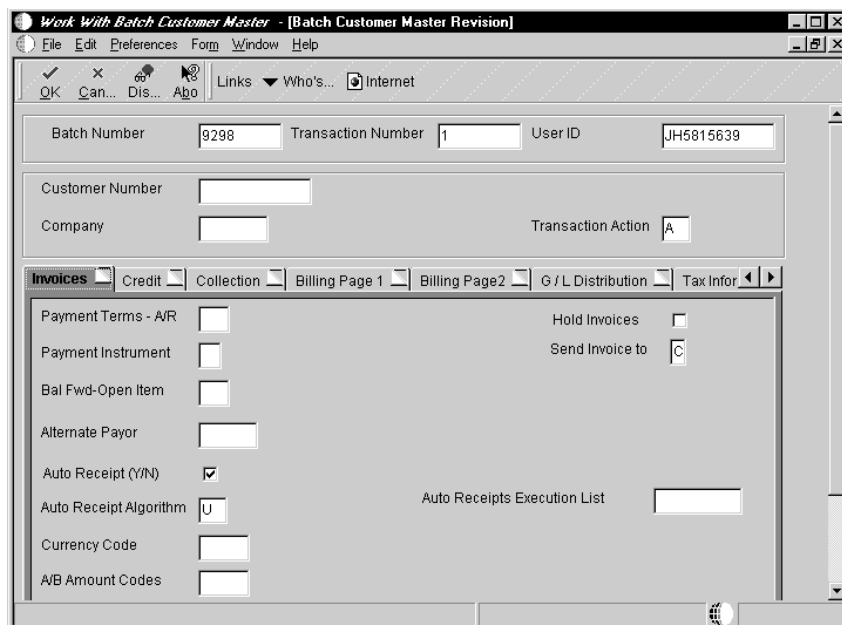 Work With Batch Customer Master - [Batch Customer Master Revision]
File Edit Preferences Form Window Help
OK Can... Dis... Abo Links Who's... Internet
Batch Number 9298 Transaction Number 1 User ID JH5815639
Customer Number
Company Transaction Action A
Invoices Credit Collection Billing Page 1 Billing Page2 G / L Distribution Tax Infor
Payment Terms - A/R Hold Invoices
Payment Instrument Send Invoice to C
Bal Fwd-Open Item
Alternate Payor
Auto Receipt (Y/N)
Auto Receipt Algorithm U Auto Receipts Execution List
Currency Code
A/B Amount Codes